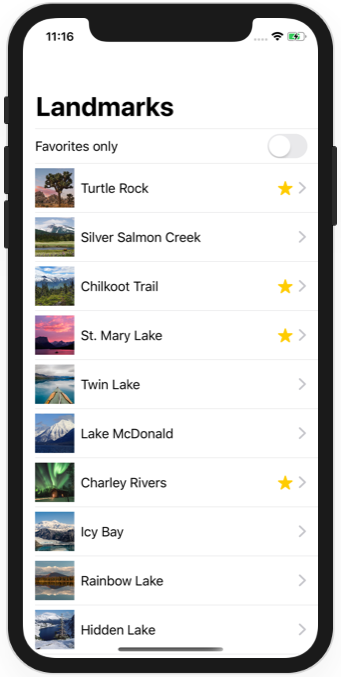 11:16
Landmarks
Favorites only
Turtle Rock
Silver Salmon Creek
Chilkoot Trail
St. Mary Lake
Twin Lake
Lake McDonald
Charley Rivers
Icy Bay
Rainbow Lake
Hidden Lake